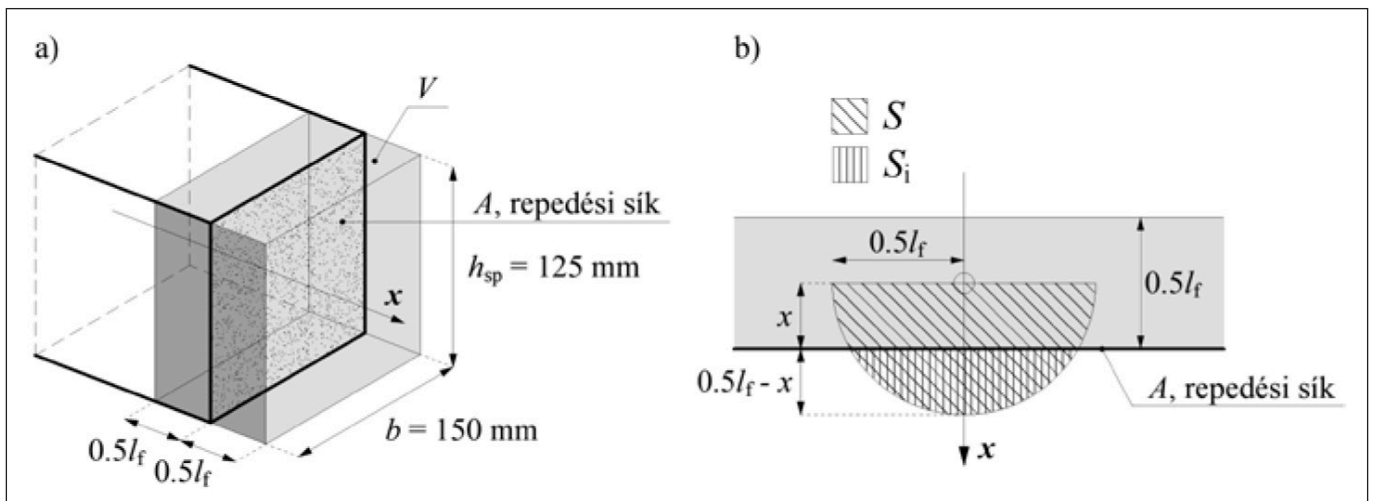 a)
V
A, repedési sík
h_sp = 125 mm
x
b = 150 mm
0.5l_f
0.5l_f
b)
S
S_i
0.5l_f
0.5l_f
x
0.5l_f - x
A, repedési sík
x